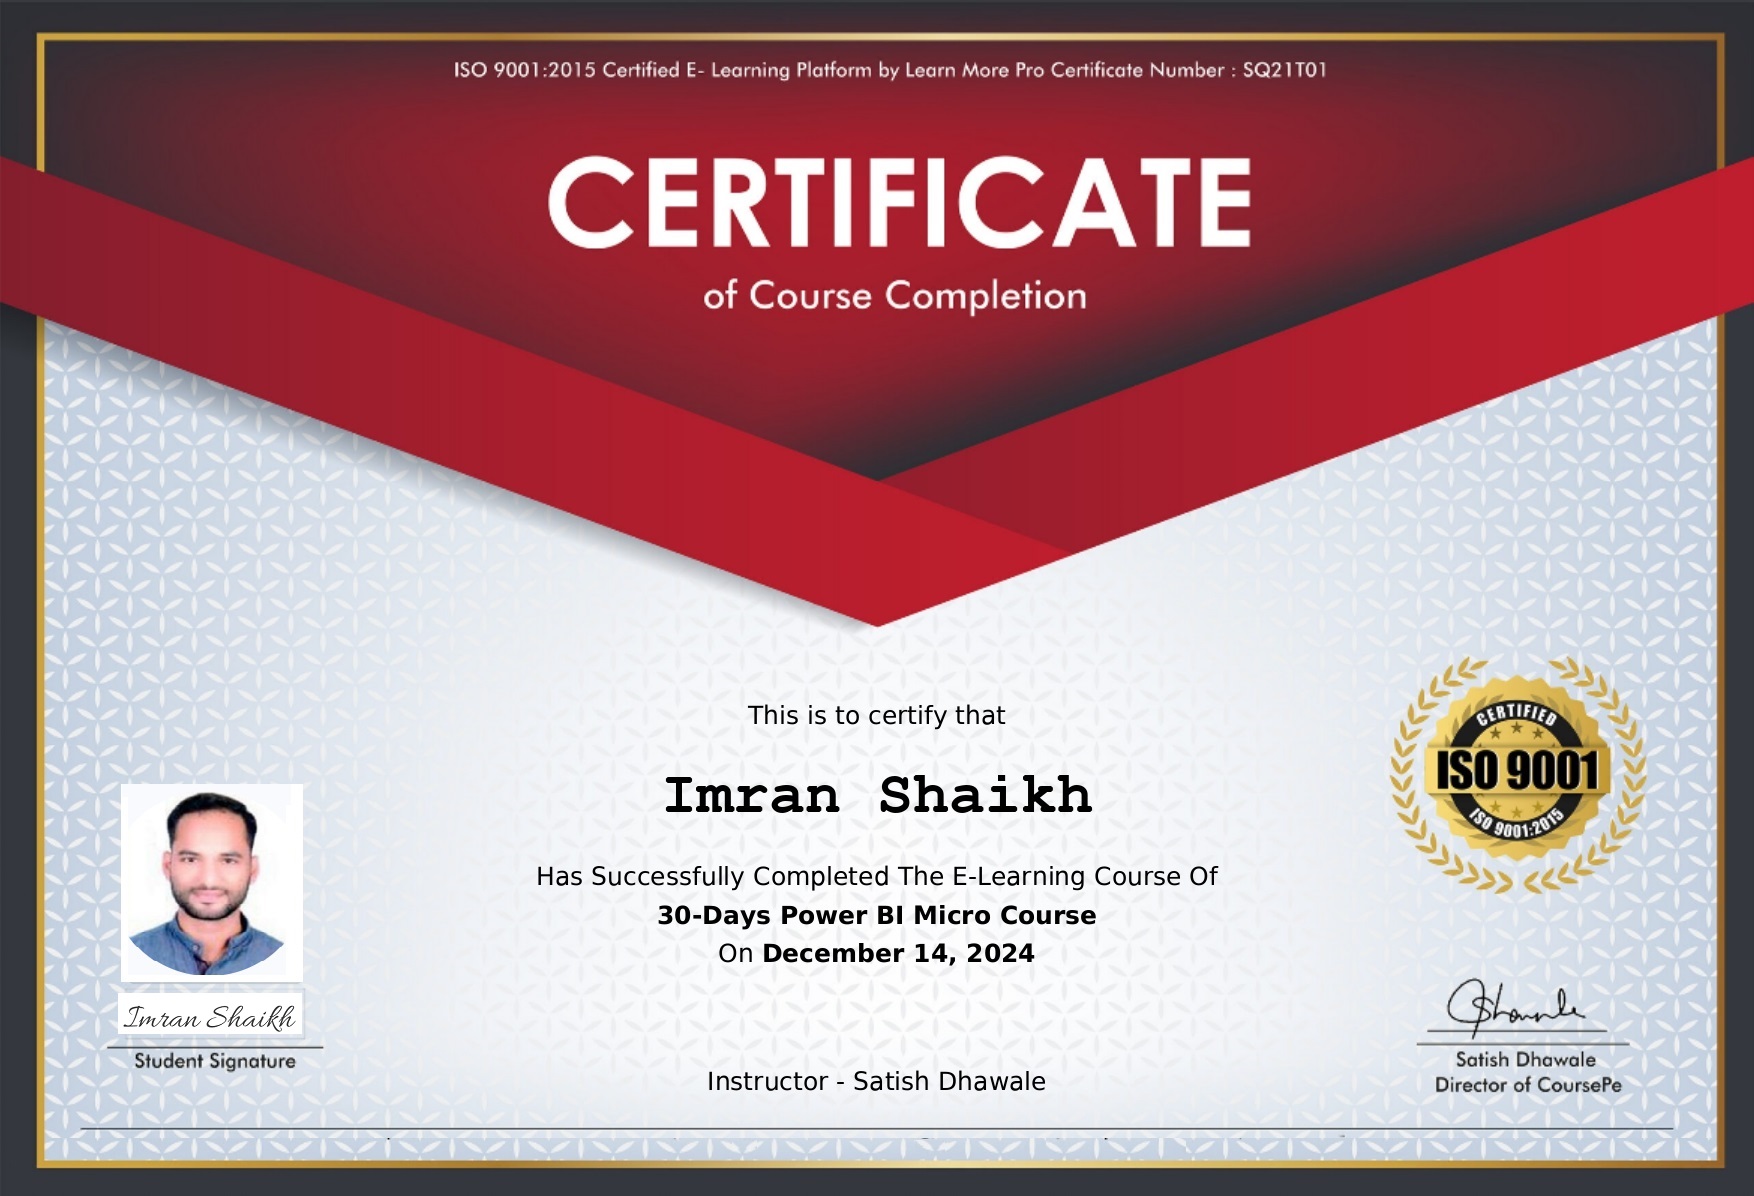 ISO 9001:2015 Certified E- Learning Platform by Learn More Pro Certificate Number : SQ21T01
CERTIFICATE
of Course Completion
This is to certify that
Imran Shaikh
Has Successfully Completed The E-Learning Course Of
30-Days Power BI Micro Course
On December 14, 2024
CERTIFIED
ISO 9001
ISO 9001:2015
Imran Shaikh
Student Signature
Instructor - Satish Dhawale
Satish Dhawale
Director of CoursePe